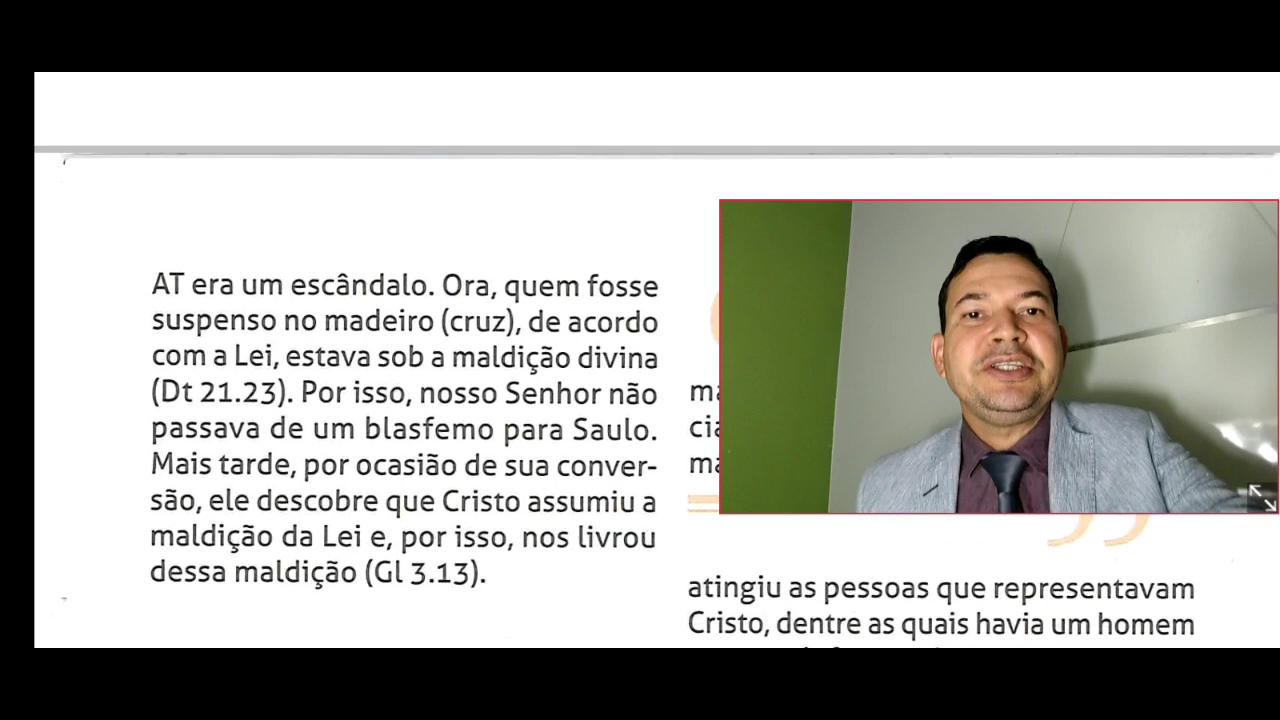 AT era um escândalo. Ora, quem fosse
suspenso no madeiro (cruz), de acordo
com a Lei, estava sob a maldição divina
(Dt 21.23). Por isso, nosso Senhor não
passava de um blasfemo para Saulo.
Mais tarde, por ocasião de sua conver-
são, ele descobre que Cristo assumiu a
maldição da Lei e, por isso, nos livrou
dessa maldição (Gl 3.13).
atingiu as pessoas que representavam
Cristo, dentre as quais havia um homem